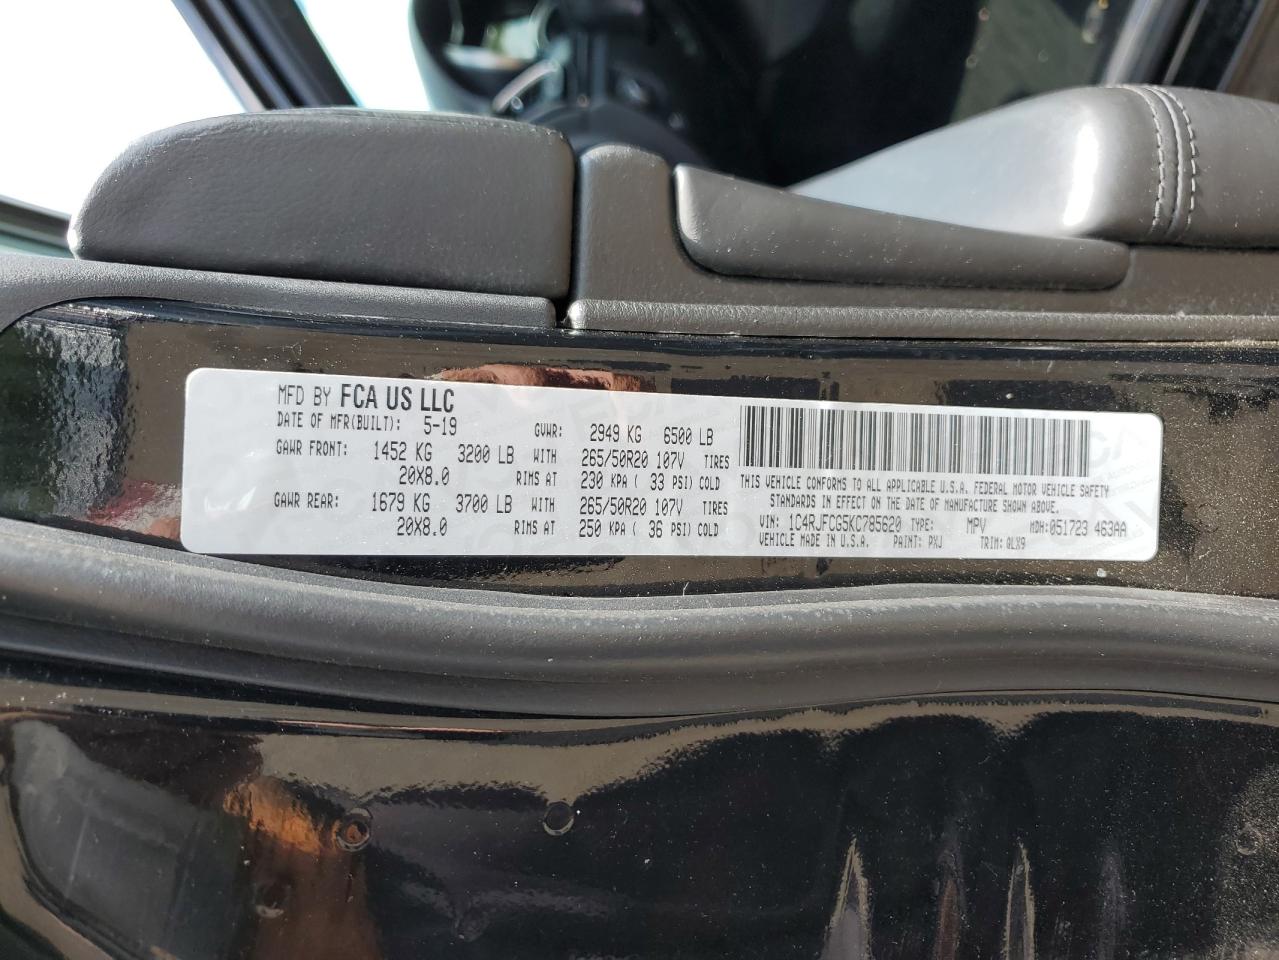 MFD BY FCA US LLC
DATE OF MFR(BUILT): 5-19 GVWR: 2949 KG 6500 LB
GAWR FRONT: 1452 KG 3200 LB WITH 265/50R20 107V TIRES
20X8.0 RIMS AT 230 KPA ( 33 PSI) COLD
GAWR REAR: 1679 KG 3700 LB WITH 265/50R20 107V TIRES
20X8.0 RIMS AT 250 KPA ( 36 PSI) COLD
THIS VEHICLE CONFORMS TO ALL APPLICABLE U.S.A. FEDERAL MOTOR VEHICLE SAFETY
STANDARDS IN EFFECT ON THE DATE OF MANUFACTURE SHOWN ABOVE.
VIN: 1C4RJFCG5KC785620 TYPE: MPV MDH: 051723 463AA
VEHICLE MADE IN U.S.A. PAINT: PXJ TRIM: QLX9